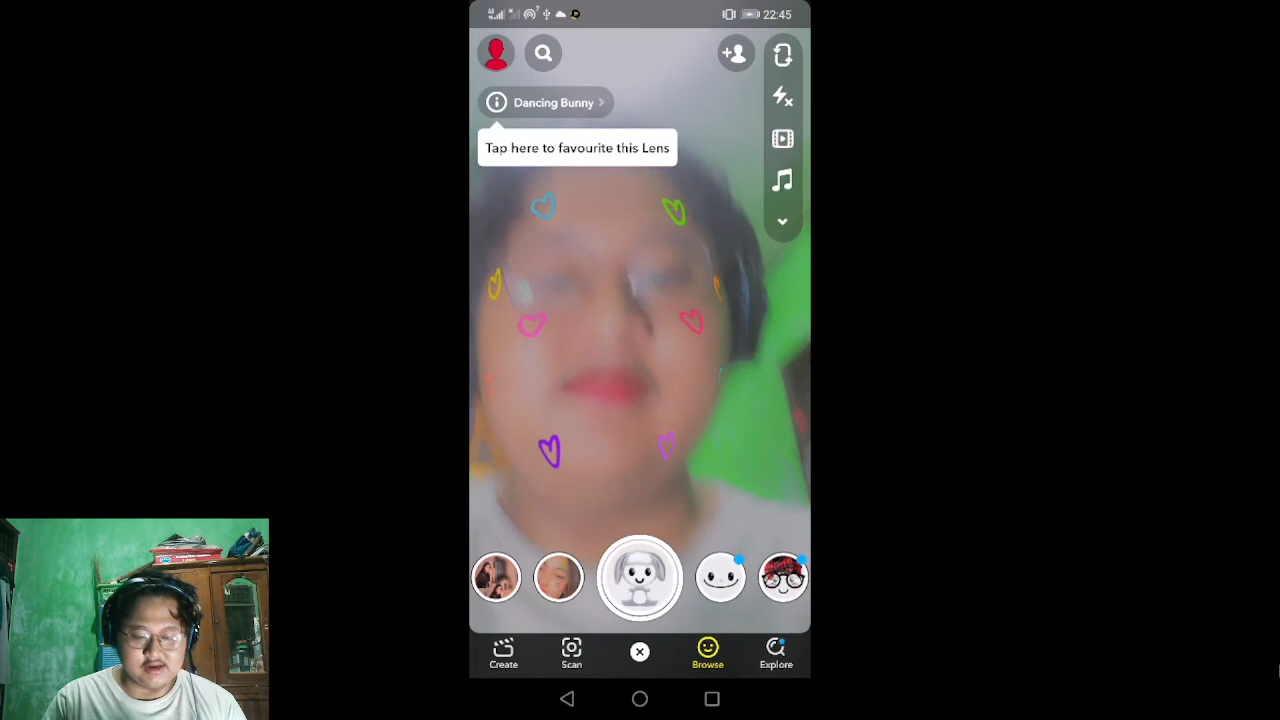 22:45
Dancing Bunny
Tap here to favourite this Lens
Create
Scan
Browse
Explore